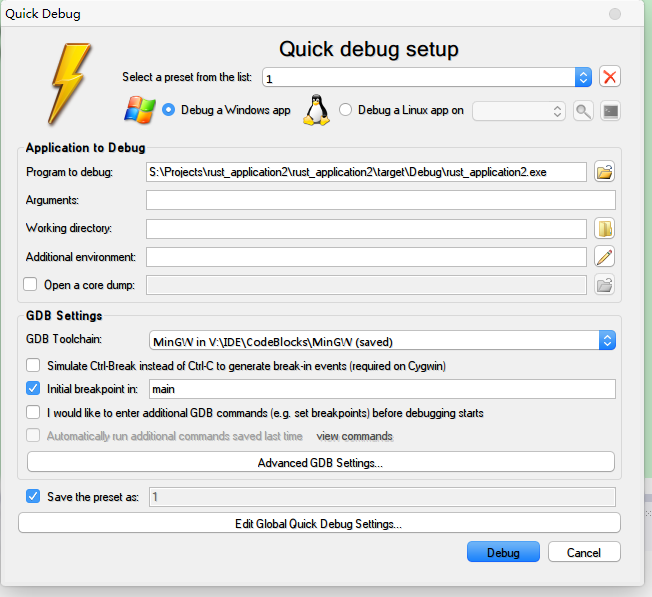 Quick Debug
Quick debug setup
Select a preset from the list: 1
Debug a Windows app Debug a Linux app on
Application to Debug
Program to debug: S:\Projects\rust_application2\rust_application2\target\Debug\rust_application2.exe
Arguments:
Working directory:
Additional environment:
Open a core dump:
GDB Settings
GDB Toolchain: MinGW in V:\IDE\CodeBlocks\MinGW (saved)
Simulate Ctrl-Break instead of Ctrl-C to generate break-in events (required on Cygwin)
Initial breakpoint in: main
I would like to enter additional GDB commands (e.g. set breakpoints) before debugging starts
Automatically run additional commands saved last time view commands
Advanced GDB Settings...
Save the preset as: 1
Edit Global Quick Debug Settings...
Debug Cancel